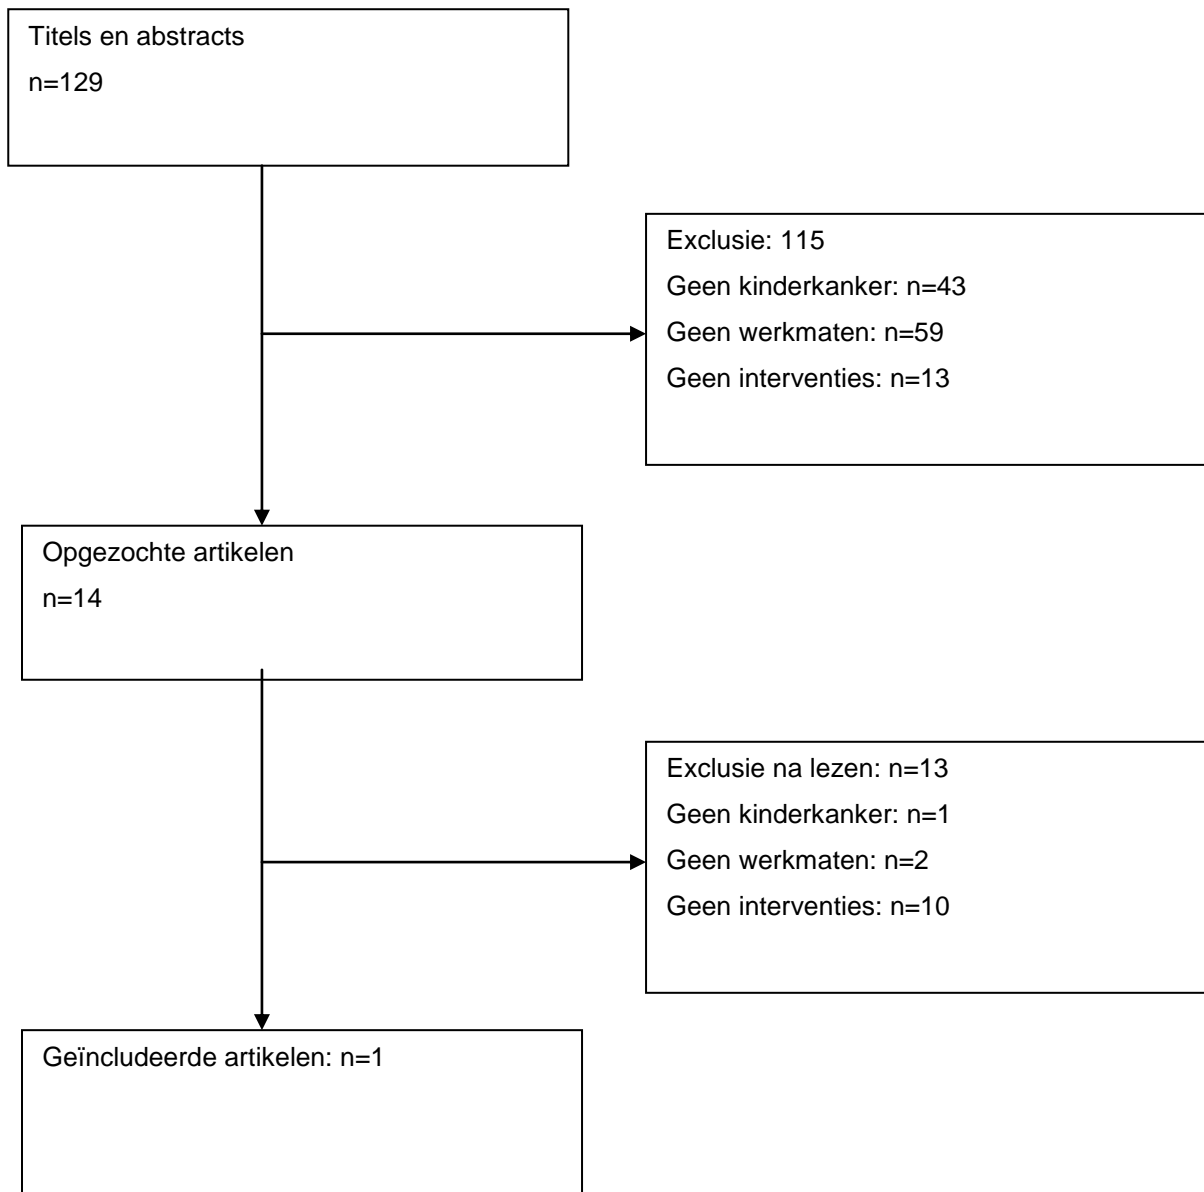 Titels en abstracts
n=129
Exclusie: 115
Geen kinderkanker: n=43
Geen werkmaten: n=59
Geen interventies: n=13
Opgezochte artikelen
n=14
Exclusie na lezen: n=13
Geen kinderkanker: n=1
Geen werkmaten: n=2
Geen interventies: n=10
Geïncludeerde artikelen: n=1